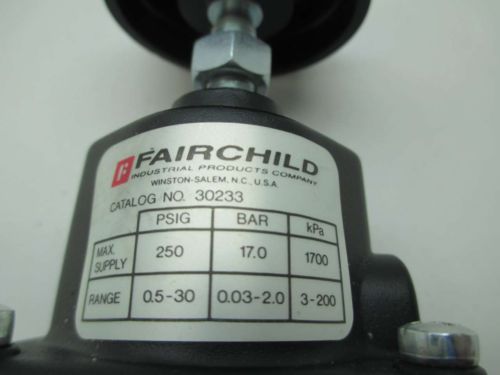 FAIRCHILD
INDUSTRIAL PRODUCTS COMPANY
WINSTON-SALEM, N.C., U.S.A.
CATALOG NO. 30233
PSIG BAR kPa
MAX. SUPPLY 250 17.0 1700
RANGE 0.5-30 0.03-2.0 3-200